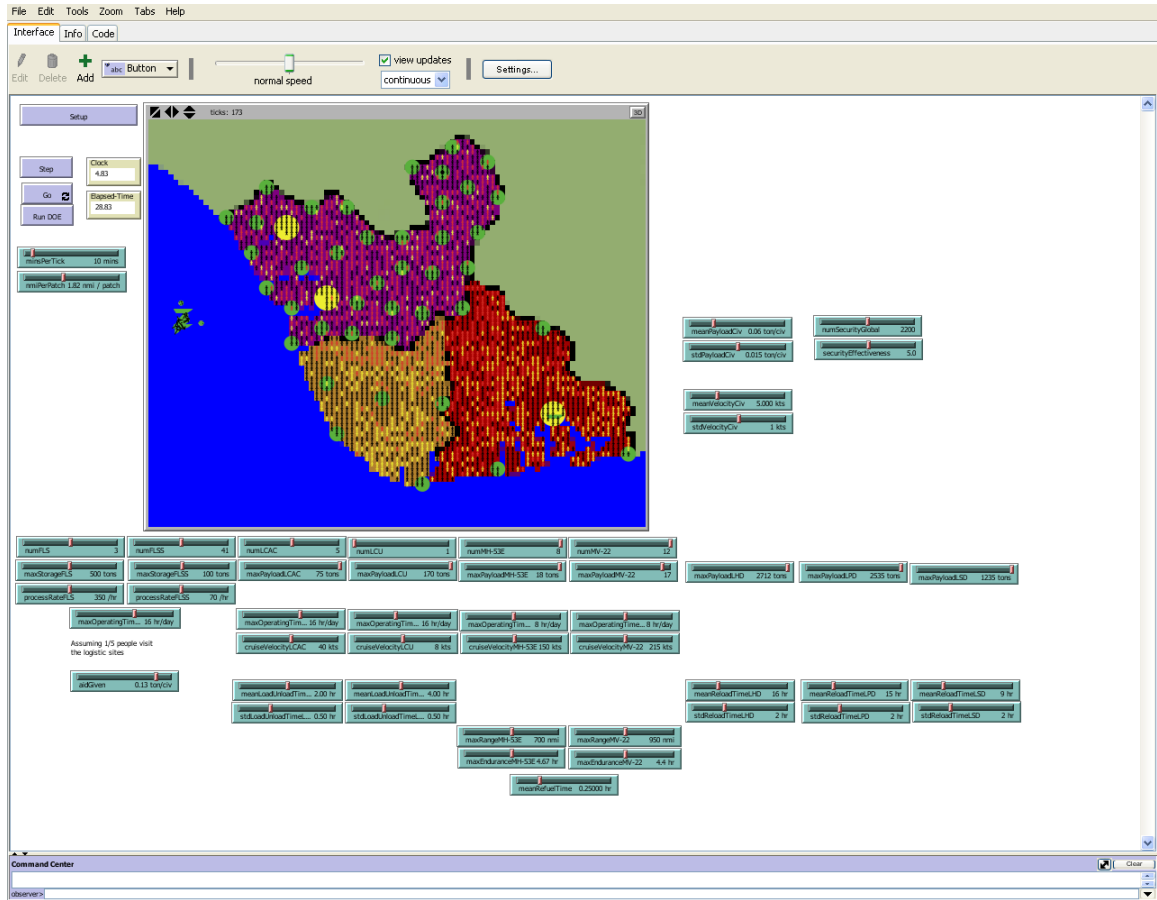 File Edit Tools Zoom Tabs Help
Interface Info Code
Edit Delete Add
abc Button
normal speed
view updates
continuous
Settings...
Setup
ticks: 173
3D
Step
Clock
4.83
Go
Elapsed-Time
28.83
Run DOE
minsPerTick 10 mins
nmiPerPatch 1.82 nmi / patch
meanPayloadCiv 0.06 ton/civ
numSecurityGlobal 2200
stdPayloadCiv 0.015 ton/civ
securityEffectiveness 5.0
meanVelocityCiv 5.000 kts
stdVelocityCiv 1 kts
numFLS 3
numFLSS 41
numLCAC 5
numLCU 1
numMH-53E 8
numMV-22 12
maxStorageFLS 500 tons
maxStorageFLSS 100 tons
maxPayloadLCAC 75 tons
maxPayloadLCU 170 tons
maxPayloadMH-53E 18 tons
maxPayloadMV-22 17
maxPayloadLHD 2712 tons
maxPayloadLPD 2535 tons
maxPayloadLSD 1235 tons
processRateFLS 350 /hr
processRateFLSS 70 /hr
maxOperatingTim... 16 hr/day
maxOperatingTim... 16 hr/day
maxOperatingTim... 16 hr/day
maxOperatingTim... 8 hr/day
maxOperatingTime... 8 hr/day
Assuming 1/5 people visit
the logistic sites
cruiseVelocityLCAC 40 kts
cruiseVelocityLCU 8 kts
cruiseVelocityMH-53E 150 kts
cruiseVelocityMV-22 215 kts
aidGiven 0.13 ton/civ
meanLoadUnloadTim... 2.00 hr
meanLoadUnloadTim... 4.00 hr
meanReloadTimeLHD 16 hr
meanReloadTimeLPD 15 hr
meanReloadTimeLSD 9 hr
stdLoadUnloadTimeL... 0.50 hr
stdLoadUnloadTimeL... 0.50 hr
stdReloadTimeLHD 2 hr
stdReloadTimeLPD 2 hr
stdReloadTimeLSD 2 hr
maxRangeMH-53E 700 nmi
maxRangeMV-22 950 nmi
maxEnduranceMH-53E 4.67 hr
maxEnduranceMV-22 4.4 hr
meanRefuelTime 0.25000 hr
Command Center
Clear
observer>